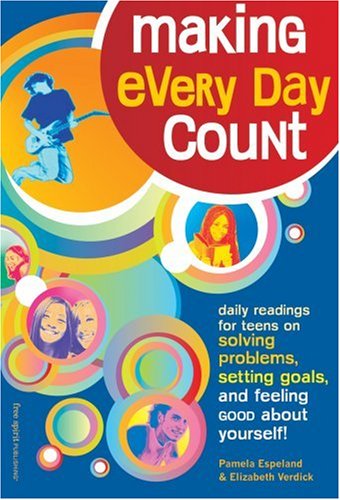 making
eVeRy Day
Count
daily readings
for teens on
solving
problems,
setting goals,
and feeling
GOOD about
yourself!
Pamela Espeland
& Elizabeth Verdick
free spirit PUBLISHING®